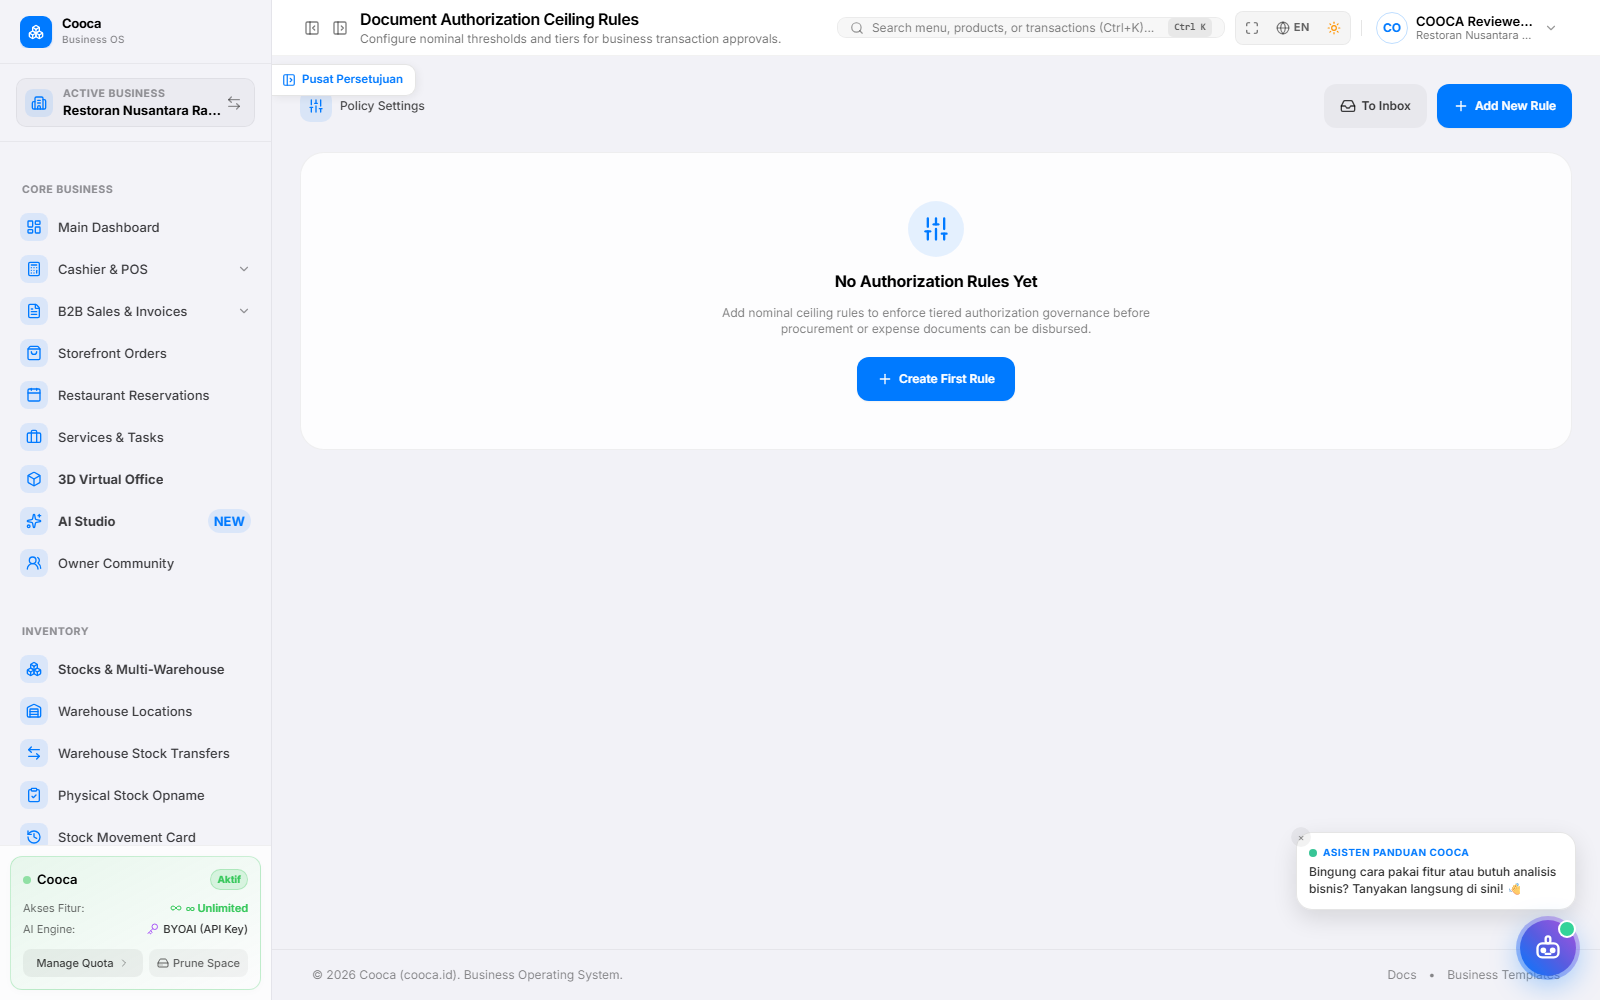 Cooca
Business OS
ACTIVE BUSINESS
Restoran Nusantara Ra...
CORE BUSINESS
Main Dashboard
Cashier & POS
B2B Sales & Invoices
Storefront Orders
Restaurant Reservations
Services & Tasks
3D Virtual Office
AI Studio NEW
Owner Community
INVENTORY
Stocks & Multi-Warehouse
Warehouse Locations
Warehouse Stock Transfers
Physical Stock Opname
Stock Movement Card
Cooca Aktif
Akses Fitur: ∞ Unlimited
AI Engine: BYOAI (API Key)
Manage Quota
Prune Space
Document Authorization Ceiling Rules
Configure nominal thresholds and tiers for business transaction approvals.
Search menu, products, or transactions (Ctrl+K)... Ctrl K
EN
CO
COOCA Reviewe...
Restoran Nusantara ...
Pusat Persetujuan
Policy Settings
To Inbox
Add New Rule
No Authorization Rules Yet
Add nominal ceiling rules to enforce tiered authorization governance before
procurement or expense documents can be disbursed.
Create First Rule
×
ASISTEN PANDUAN COOCA
Bingung cara pakai fitur atau butuh analisis
bisnis? Tanyakan langsung di sini! 👋
© 2026 Cooca (cooca.id). Business Operating System.
Docs • Business Templates